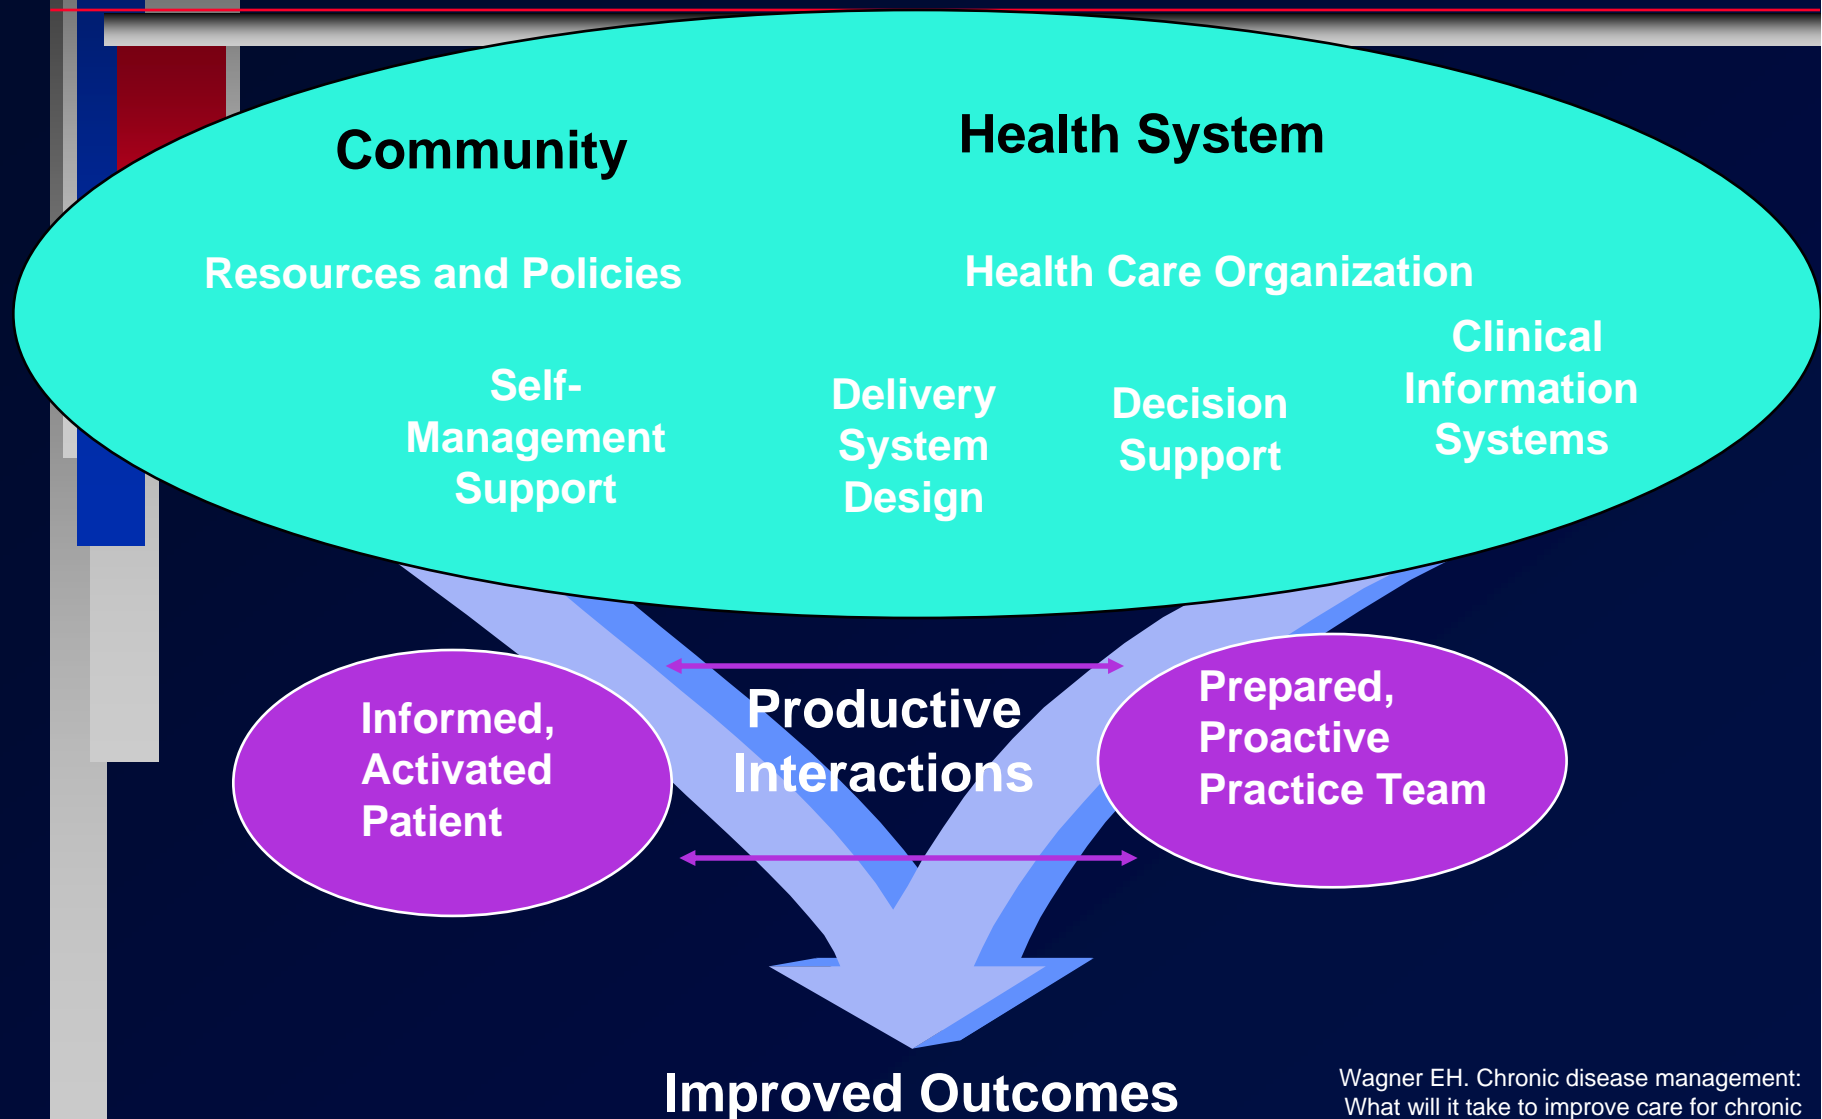 Community
Health System
Resources and Policies
Health Care Organization
Self-
Management
Support
Delivery
System
Design
Decision
Support
Clinical
Information
Systems
Informed,
Activated
Patient
Productive
Interactions
Prepared,
Proactive
Practice Team
Improved Outcomes
Wagner EH. Chronic disease management:
What will it take to improve care for chronic